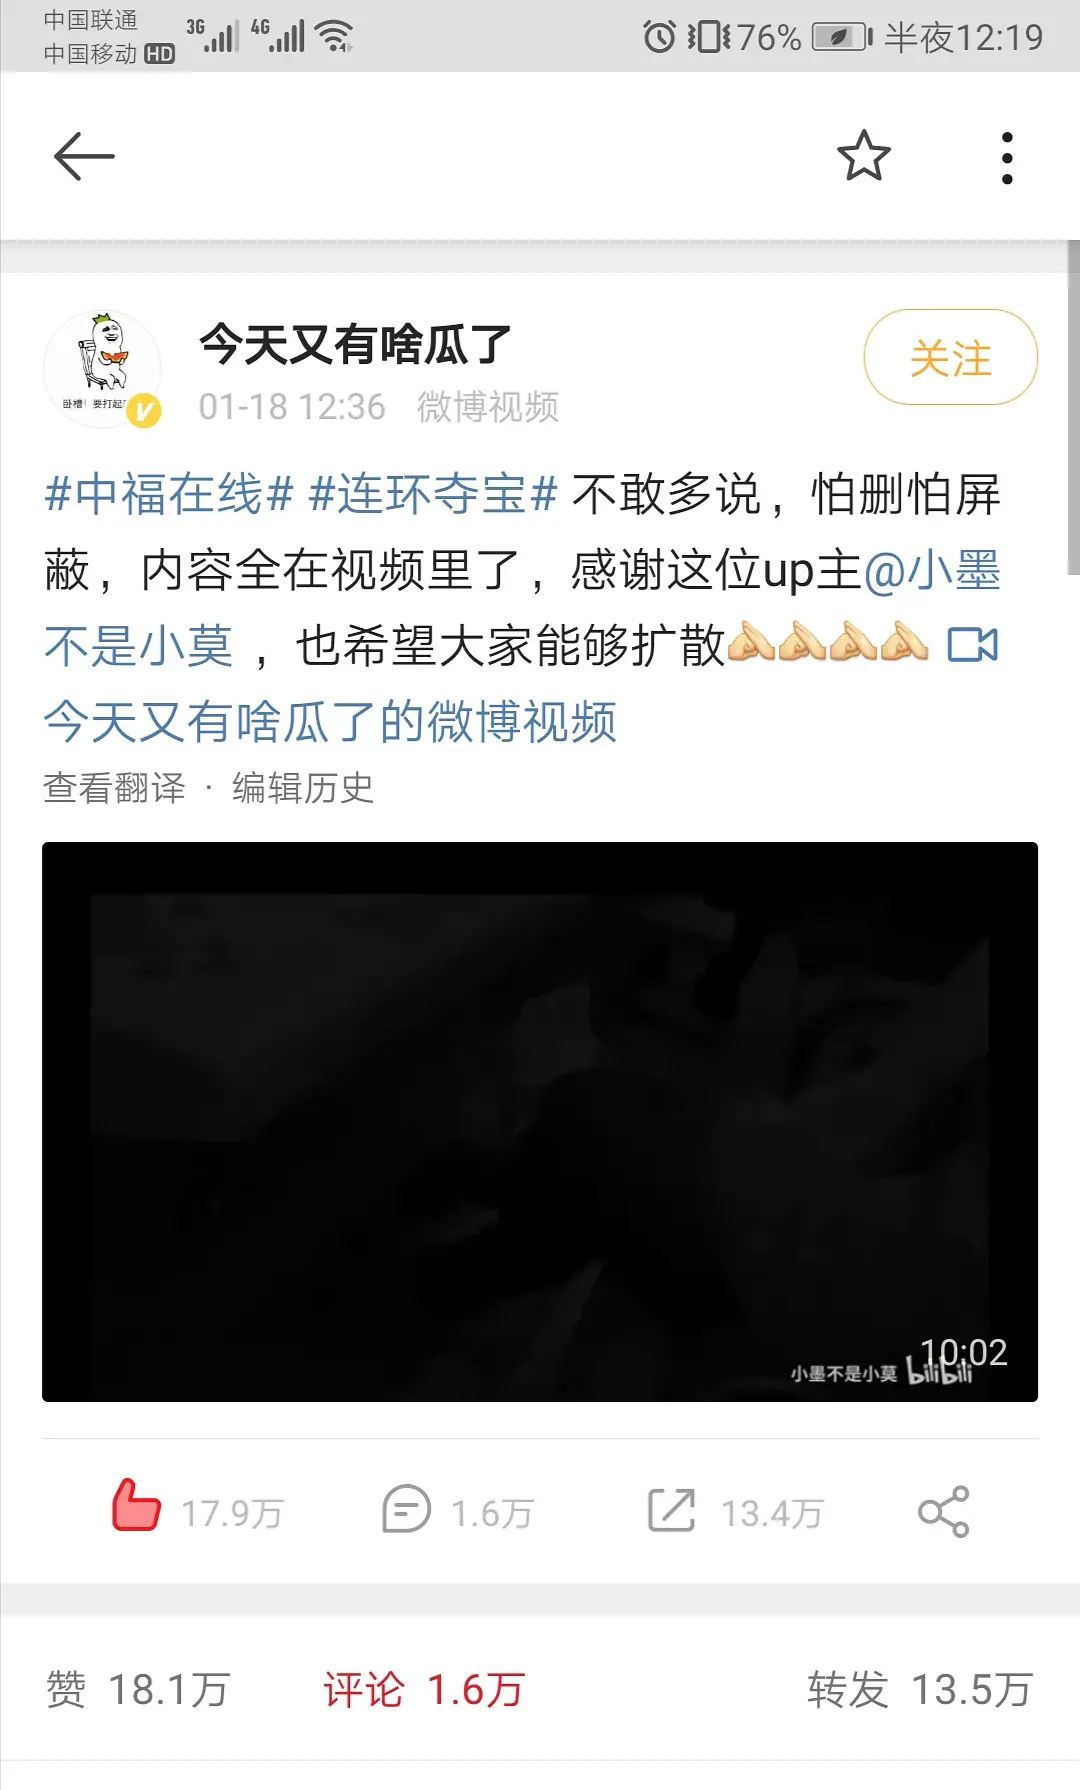 中国联通
中国移动 HD
3G 4G 76% 半夜12:19
今天又有啥瓜了
关注
01-18 12:36 微博视频
卧槽！要打起
V
#中福在线# #连环夺宝# 不敢多说，怕删怕屏
蔽，内容全在视频里了，感谢这位up主@小墨
不是小莫 ，也希望大家能够扩散🫴🏻🫴🏻🫴🏻🫴🏻
今天又有啥瓜了的微博视频
查看翻译 · 编辑历史
10:02
小墨不是小莫 bilibili
17.9万 1.6万 13.4万
赞 18.1万 评论 1.6万 转发 13.5万